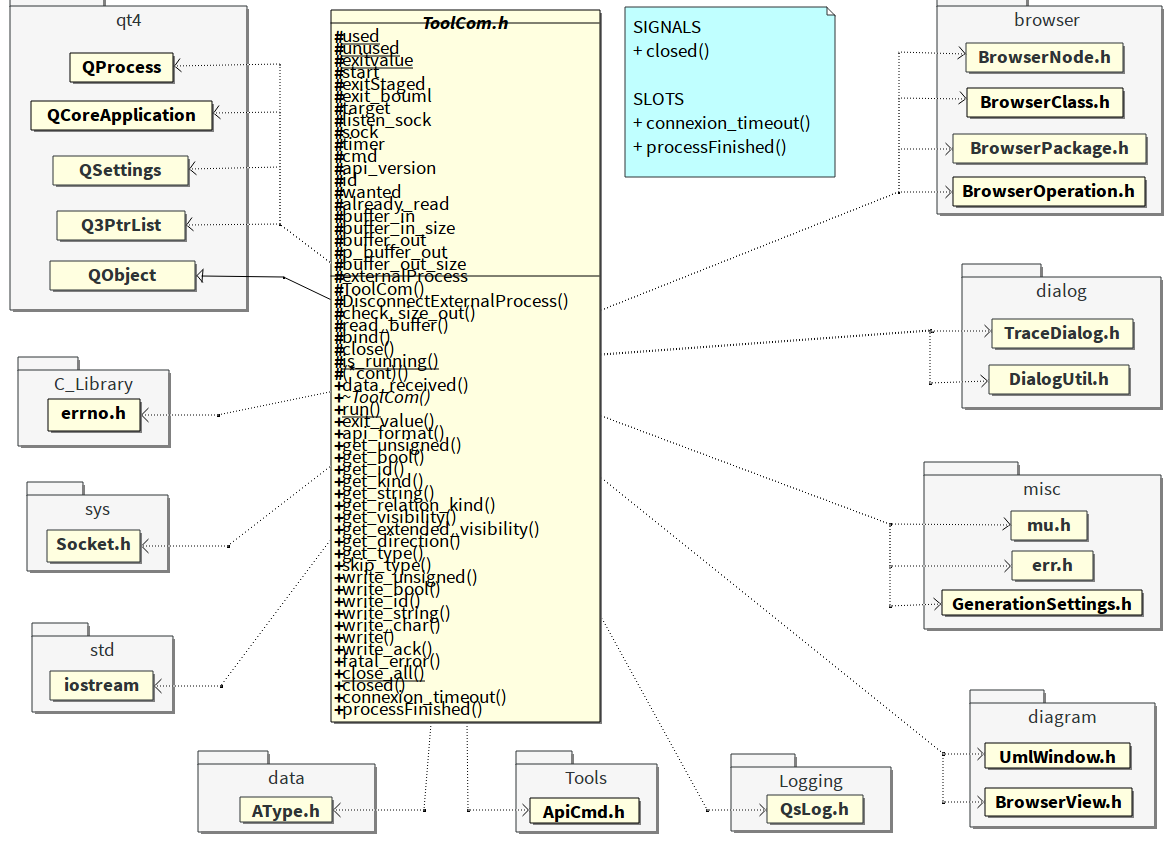 qt4
QProcess
QCoreApplication
QSettings
Q3PtrList
QObject
C_Library
errno.h
sys
Socket.h
std
iostream
ToolCom.h
#used
#unused
#exitvalue
#start
#exitStaged
#exit_bouml
#target
#listen_sock
#sock
#timer
#cmd
#api_version
#id
#wanted
#already_read
#buffer_in
#buffer_in_size
#buffer_out
#p_buffer_out
#buffer_out_size
#externalProcess
#ToolCom()
#DisconnectExternalProcess()
#check_size_out()
#read_buffer()
#bind()
#close()
#is_running()
#(*cont)()
+data_received()
+~ToolCom()
+run()
+exit_value()
+api_format()
+get_unsigned()
+get_bool()
+get_id()
+get_kind()
+get_string()
+get_relation_kind()
+get_visibility()
+get_extended_visibility()
+get_direction()
+get_type()
+skip_type()
+write_unsigned()
+write_bool()
+write_id()
+write_string()
+write_char()
+write()
+write_ack()
+fatal_error()
+close_all()
+closed()
+connexion_timeout()
+processFinished()
SIGNALS
+ closed()
SLOTS
+ connexion_timeout()
+ processFinished()
browser
BrowserNode.h
BrowserClass.h
BrowserPackage.h
BrowserOperation.h
dialog
TraceDialog.h
DialogUtil.h
misc
mu.h
err.h
GenerationSettings.h
diagram
UmlWindow.h
BrowserView.h
data
AType.h
Tools
ApiCmd.h
Logging
QsLog.h